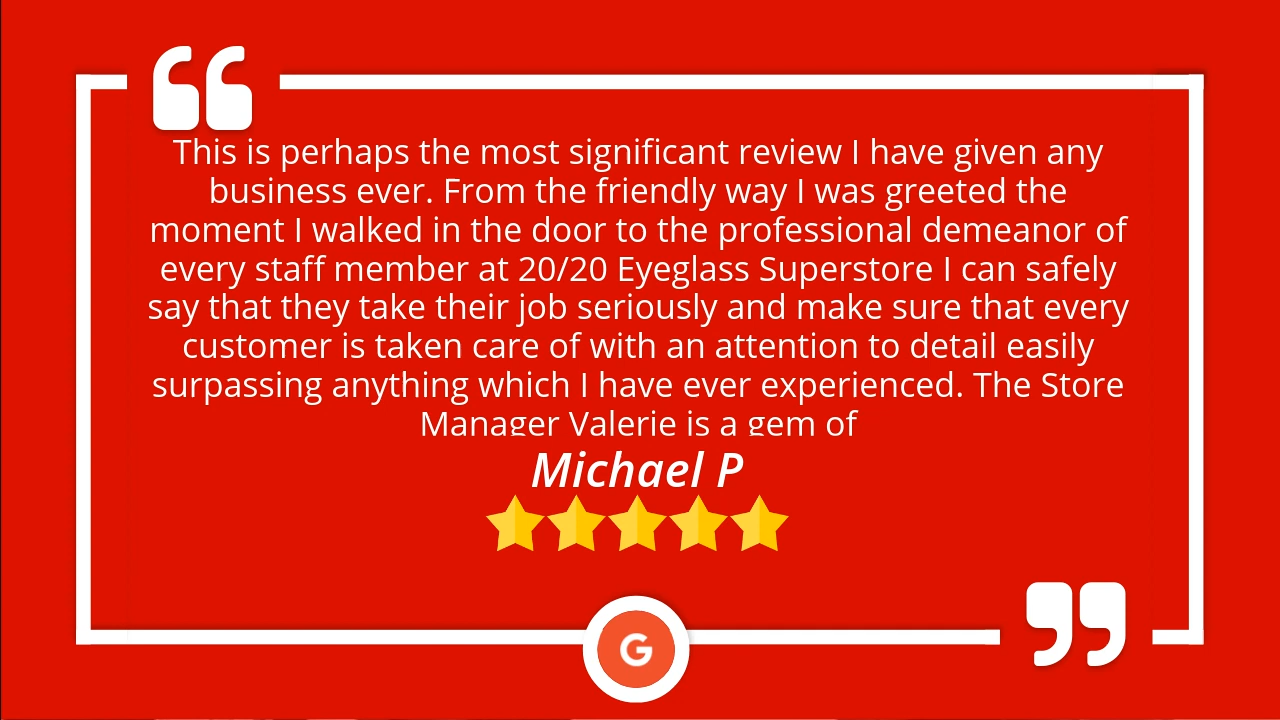 This is perhaps the most significant review I have given any
business ever. From the friendly way I was greeted the
moment I walked in the door to the professional demeanor of
every staff member at 20/20 Eyeglass Superstore I can safely
say that they take their job seriously and make sure that every
customer is taken care of with an attention to detail easily
surpassing anything which I have ever experienced. The Store
Manager Valerie is a gem of
Michael P
G